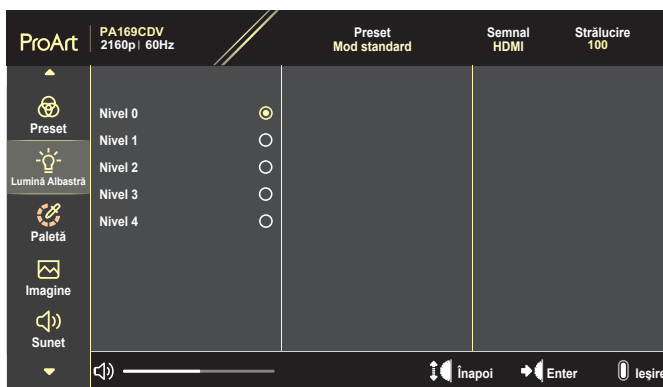 ProArt
PA169CDV
2160p | 60Hz
Preset
Mod standard
Semnal
HDMI
Strălucire
100
Preset
Lumină Albastră
Paletă
Imagine
Sunet
Nivel 0
Nivel 1
Nivel 2
Nivel 3
Nivel 4
Înapoi
Enter
Ieșire